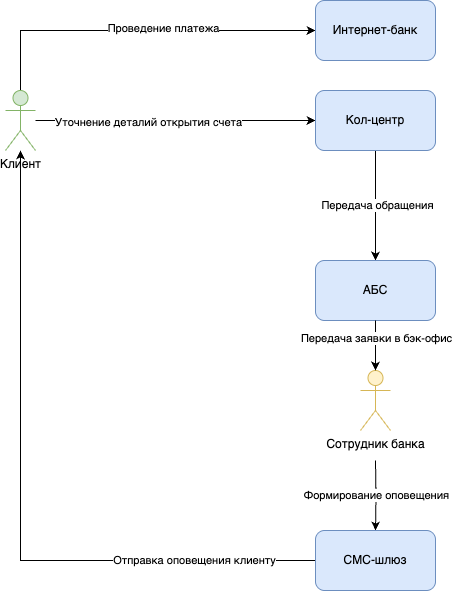 Проведение платежа
Интернет-банк
Уточнение деталий открытия счета
Кол-центр
Клиент
Передача обращения
АБС
Передача заявки в бэк-офис
Сотрудник банка
Формирование оповещения
Отправка оповещения клиенту
СМС-шлюз